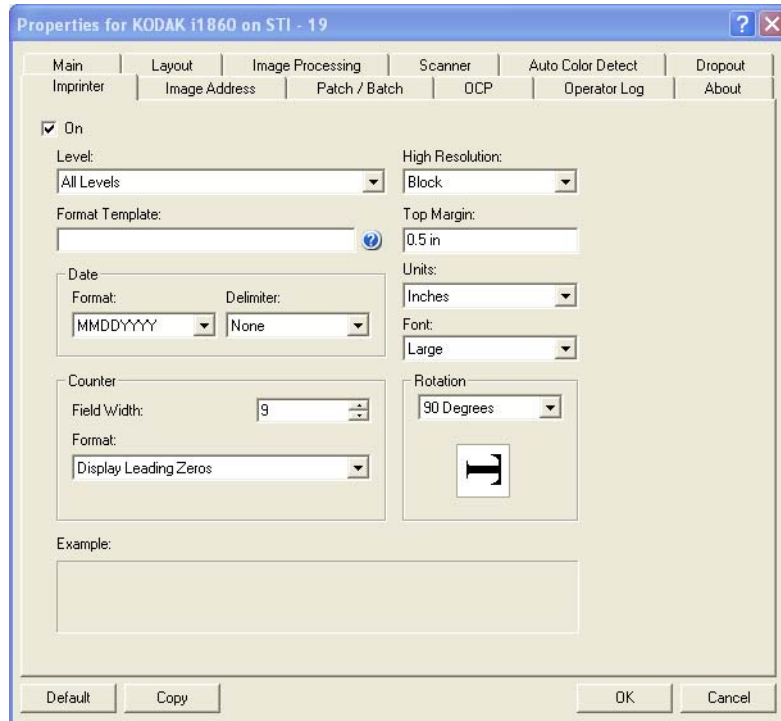 Properties for KODAK i1860 on STI - 19
Main Layout Image Processing Scanner Auto Color Detect Dropout
Imprinter Image Address Patch / Batch OCP Operator Log About
On
Level:
All Levels
High Resolution:
Block
Format Template:
Top Margin:
0.5 in
Date
Format:
MMDDYYYY
Delimiter:
None
Units:
Inches
Font:
Large
Counter
Field Width:
9
Format:
Display Leading Zeros
Rotation
90 Degrees
T
Example:
Default Copy OK Cancel